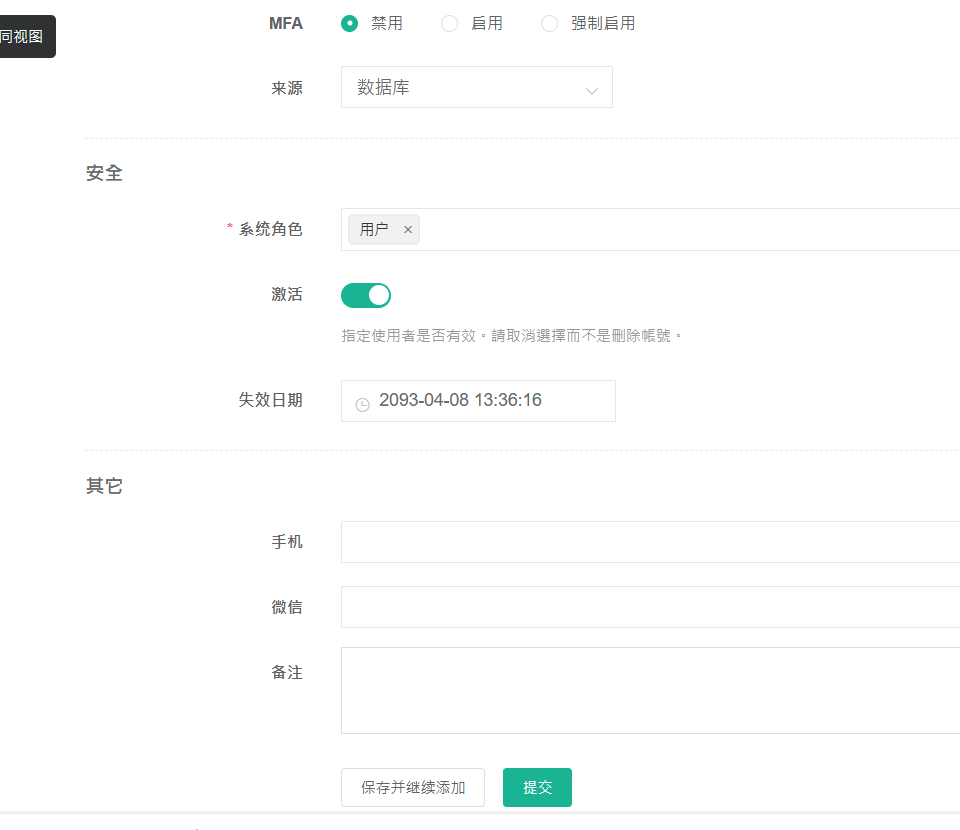 MFA 禁用 启用 强制启用
同视图
来源 数据库
安全
* 系统角色 用户 ×
激活
指定使用者是否有效。請取消選擇而不是刪除帳號。
失效日期 2093-04-08 13:36:16
其它
手机
微信
备注
保存并继续添加 提交